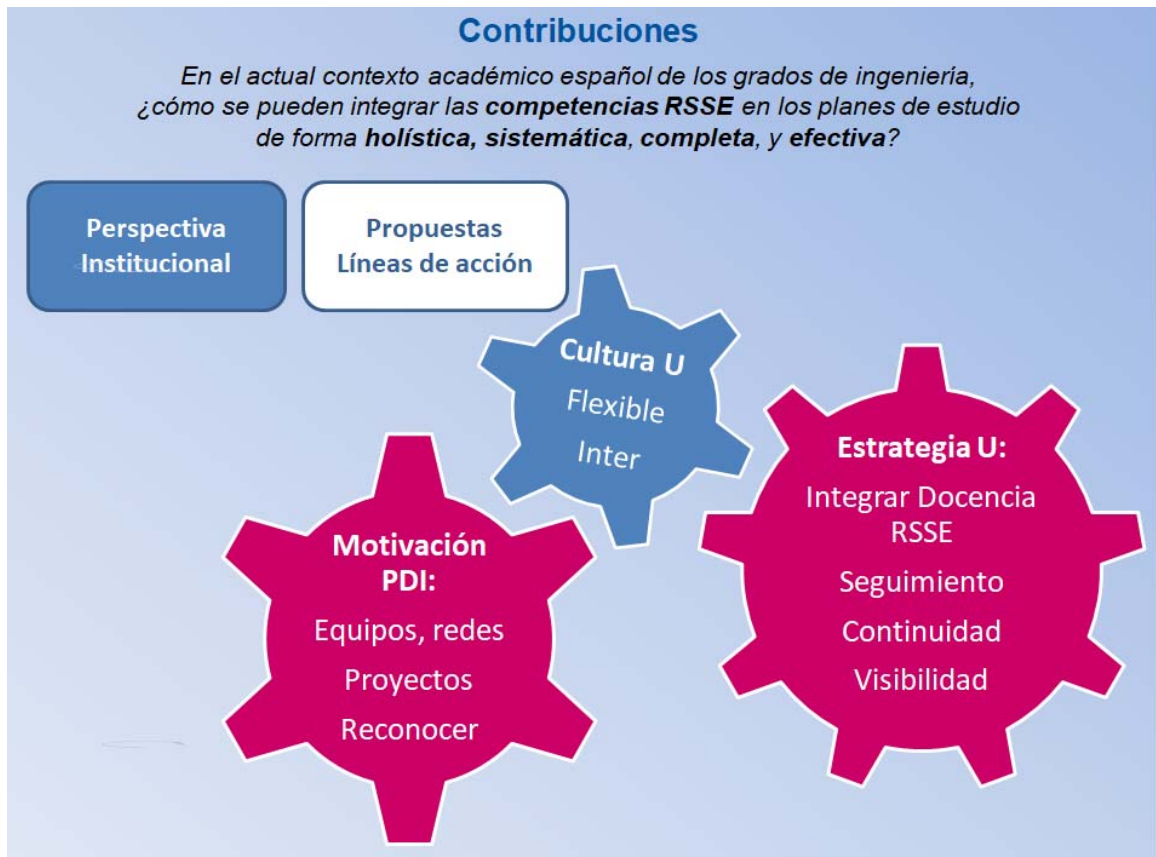 Contribuciones
En el actual contexto académico español de los grados de ingeniería,
¿cómo se pueden integrar las competencias RSSE en los planes de estudio
de forma holística, sistemática, completa, y efectiva?
Perspectiva
Institucional
Propuestas
Líneas de acción
Cultura U
Flexible
Inter
Motivación
PDI:
Equipos, redes
Proyectos
Reconocer
Estrategia U:
Integrar Docencia
RSSE
Seguimiento
Continuidad
Visibilidad